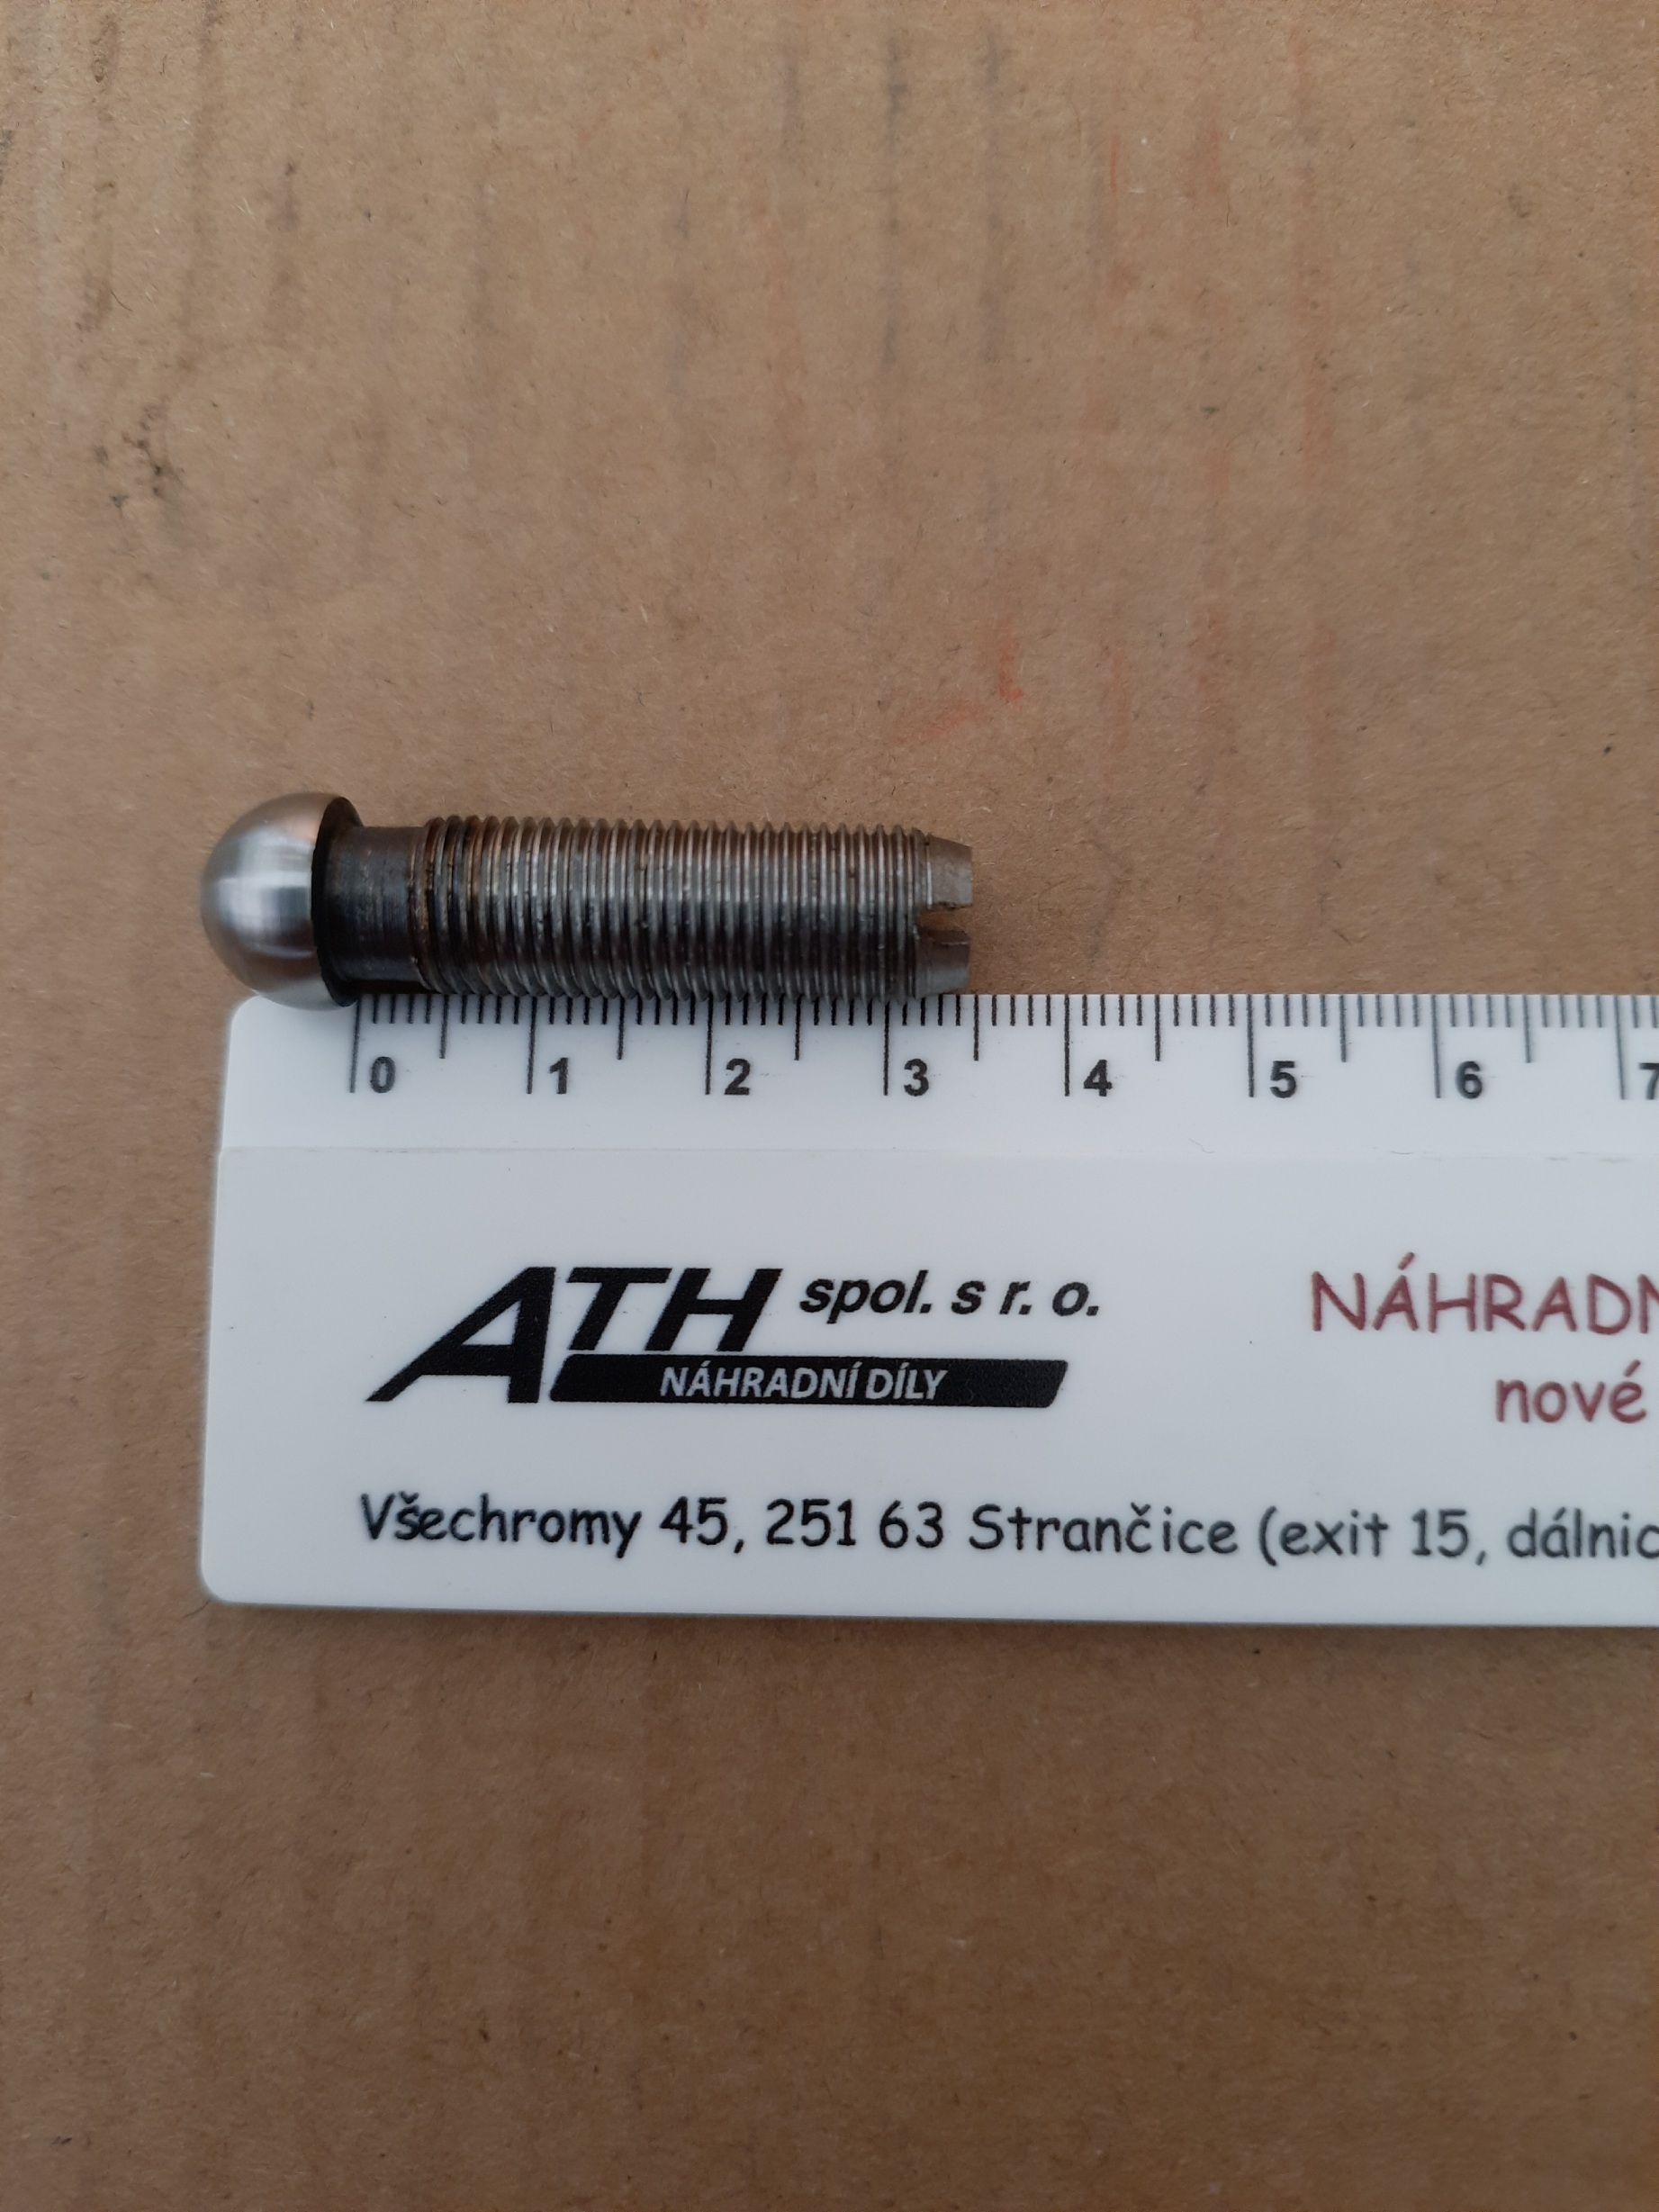 0 1 2 3 4 5 6 7
ATH spol. s r. o.
NÁHRADNÍ DÍLY
NÁHRADN
nové
Všechromy 45, 251 63 Strančice (exit 15, dálnic